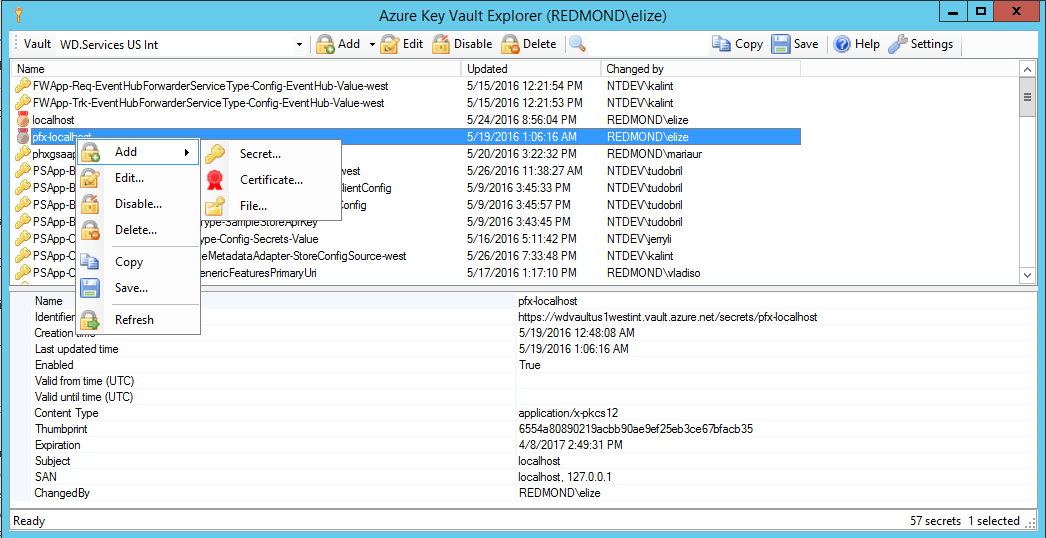 Azure Key Vault Explorer (REDMOND\elize)
Vault WD.Services US Int Add Edit Disable Delete Copy Save Help Settings
Name Updated Changed by
FWApp-Req-EventHubForwarderServiceType-Config-EventHub-Value-west 5/15/2016 12:21:54 PM NTDEV\kalint
FWApp-Trk-EventHubForwarderServiceType-Config-EventHub-Value-west 5/15/2016 12:21:53 PM NTDEV\kalint
localhost 5/24/2016 8:56:04 PM REDMOND\elize
pfx-localhost 5/19/2016 1:06:16 AM REDMOND\elize
phxgsaap 5/20/2016 3:22:32 PM REDMOND\mariaur
PSApp-B west 5/26/2016 11:38:27 AM NTDEV\tudobril
PSApp-B lientConfig 5/9/2016 3:45:33 PM NTDEV\tudobril
PSApp-B onfig 5/9/2016 3:45:57 PM NTDEV\tudobril
PSApp-B Type-SampleStoreApiKey 5/9/2016 3:43:45 PM NTDEV\tudobril
PSApp-C ype-Config-Secrets-Value 5/16/2016 5:11:42 PM NTDEV\jerryli
PSApp-C eMetadataAdapter-StoreConfigSource-west 5/26/2016 7:33:48 PM NTDEV\kalint
PSApp-C enericFeaturesPrimaryUri 5/17/2016 1:17:10 PM REDMOND\vladiso
Add
Edit...
Disable...
Delete...
Copy
Save...
Refresh
Secret...
Certificate...
File...
Name pfx-localhost
Identifier https://wdvaultus1westint.vault.azure.net/secrets/pfx-localhost
Creation time 5/19/2016 12:48:08 AM
Last updated time 5/19/2016 1:06:16 AM
Enabled True
Valid from time (UTC)
Valid until time (UTC)
Content Type application/x-pkcs12
Thumbprint 6554a80890219acbb90ae9ef25eb3ce67bfacb35
Expiration 4/8/2017 2:49:31 PM
Subject localhost
SAN localhost, 127.0.0.1
ChangedBy REDMOND\elize
Ready 57 secrets 1 selected